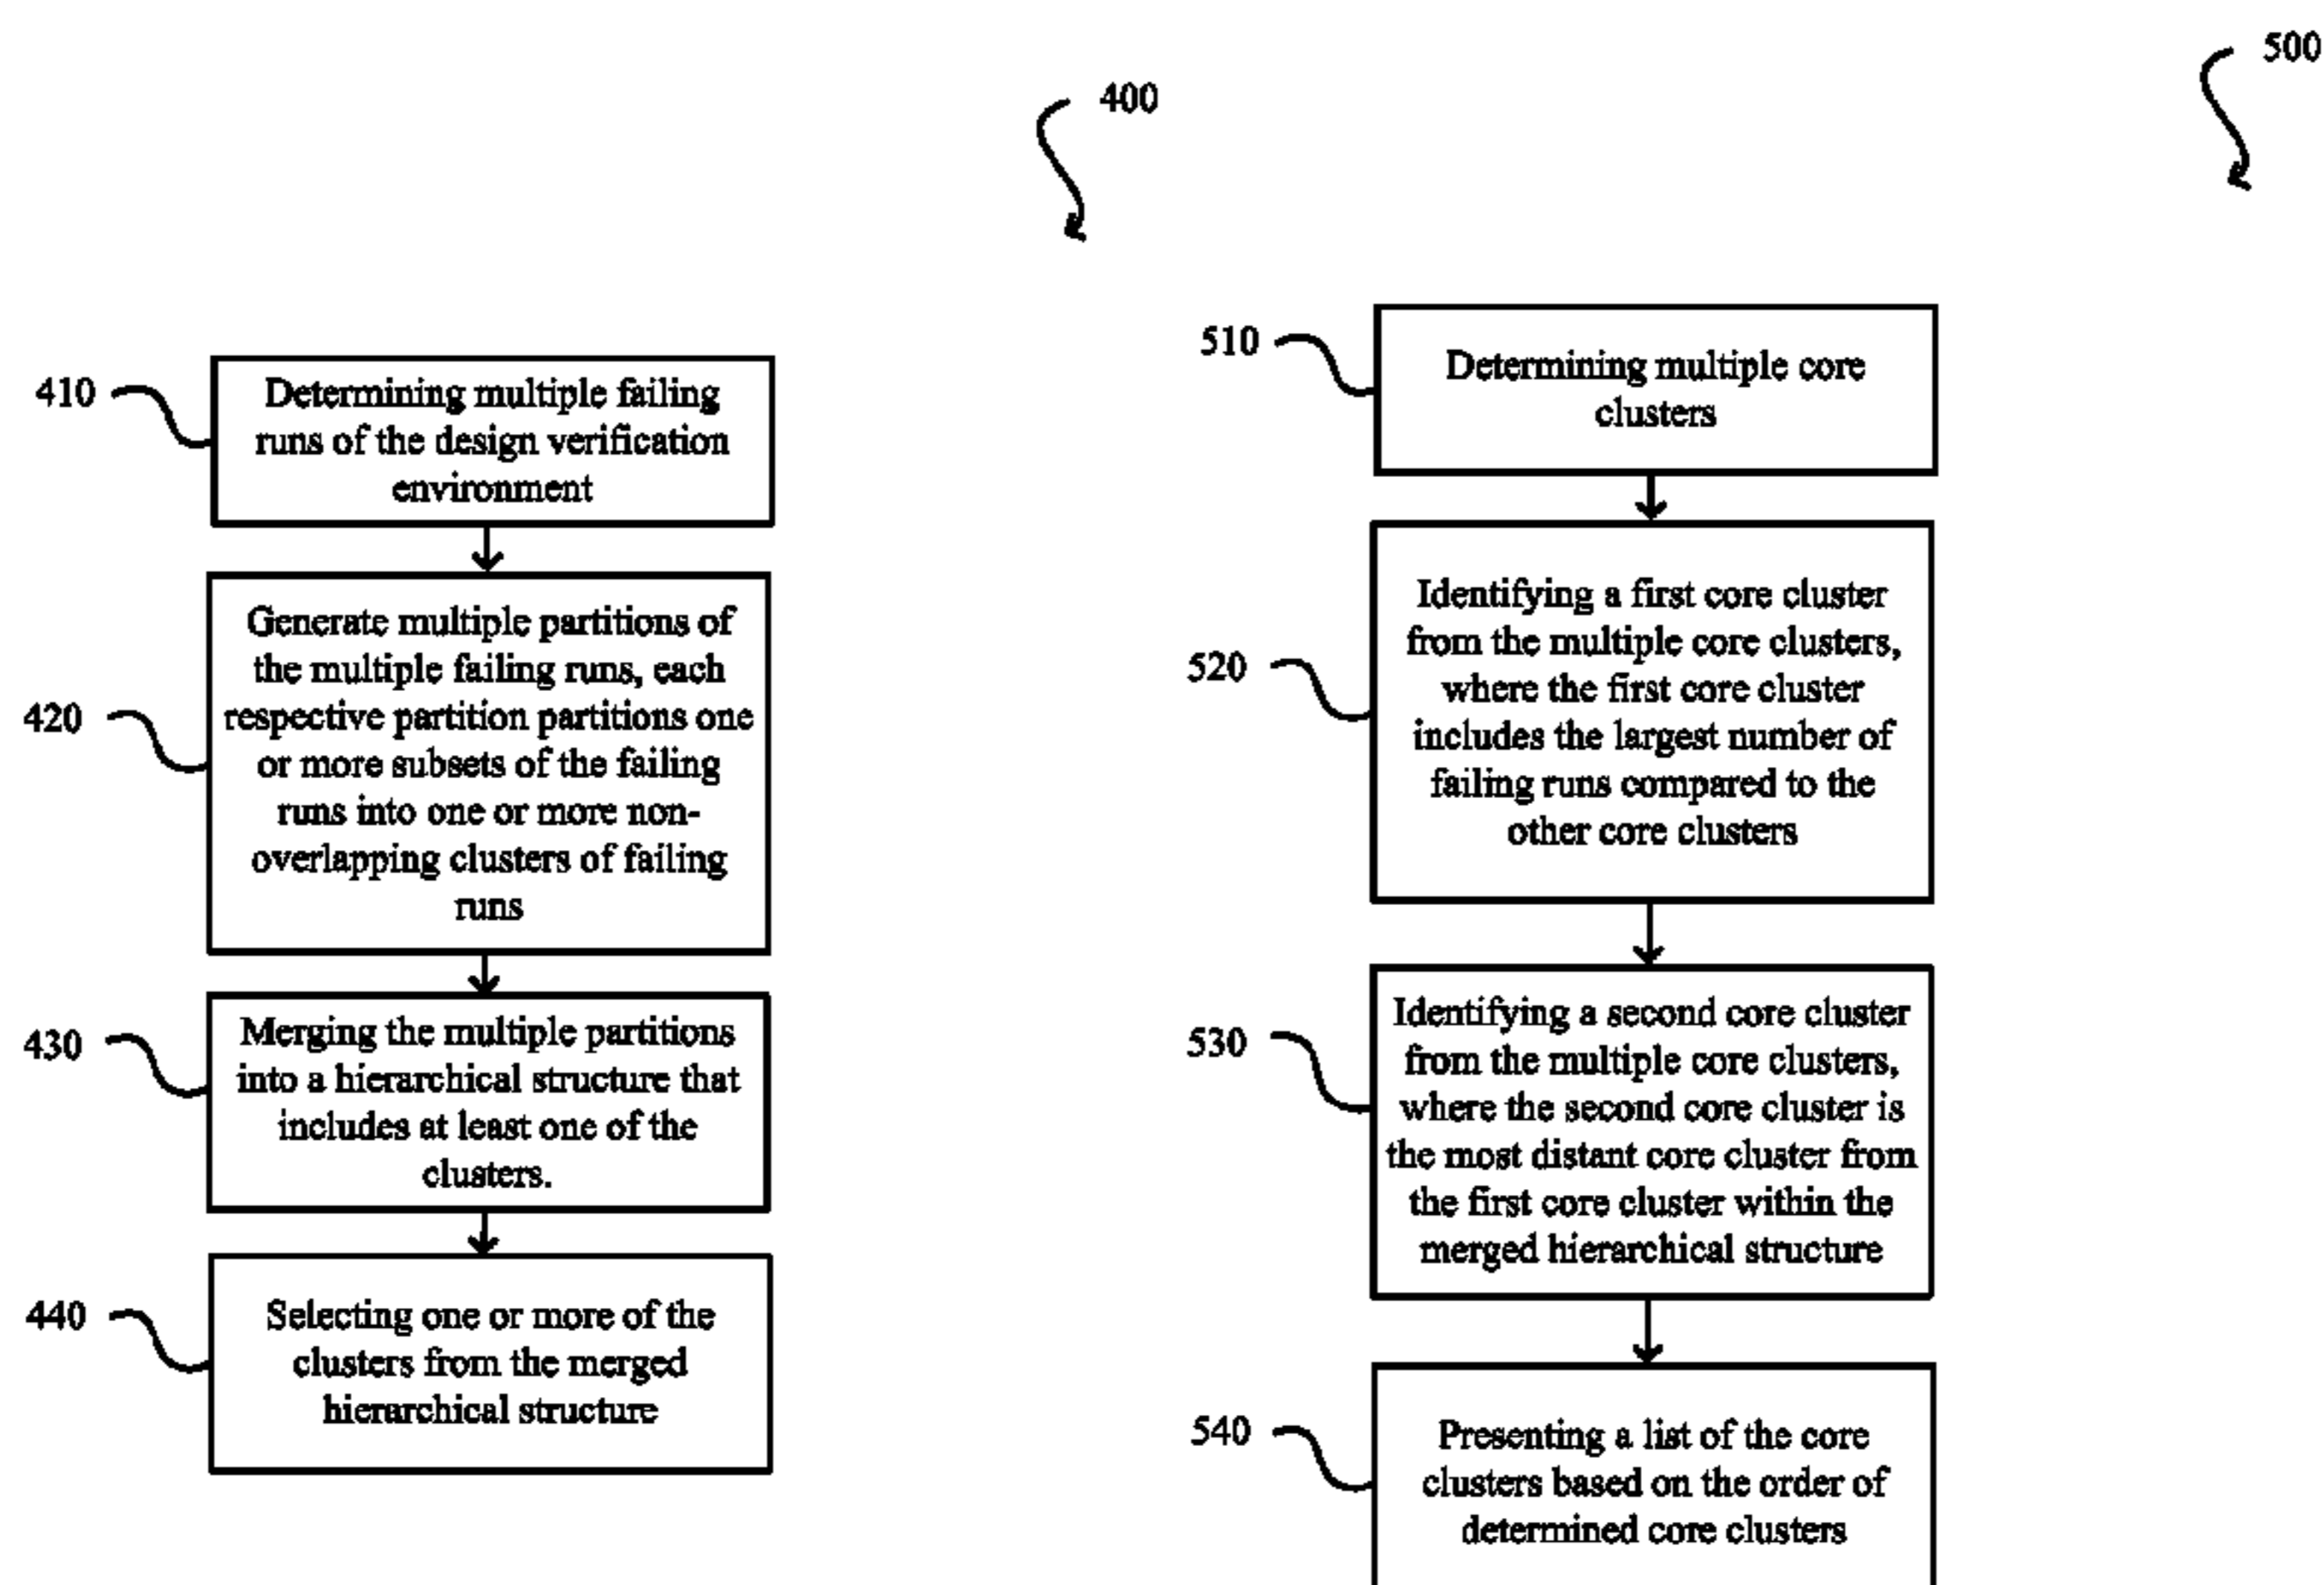 400
410
Determining multiple failing
runs of the design verification
environment
420
Generate multiple partitions of
the multiple failing runs, each
respective partition partitions one
or more subsets of the failing
runs into one or more non-
overlapping clusters of failing
runs
430
Merging the multiple partitions
into a hierarchical structure that
includes at least one of the
clusters.
440
Selecting one or more of the
clusters from the merged
hierarchical structure
500
510
Determining multiple core
clusters
520
Identifying a first core cluster
from the multiple core clusters,
where the first core cluster
includes the largest number of
failing runs compared to the
other core clusters
530
Identifying a second core cluster
from the multiple core clusters,
where the second core cluster is
the most distant core cluster from
the first core cluster within the
merged hierarchical structure
540
Presenting a list of the core
clusters based on the order of
determined core clusters